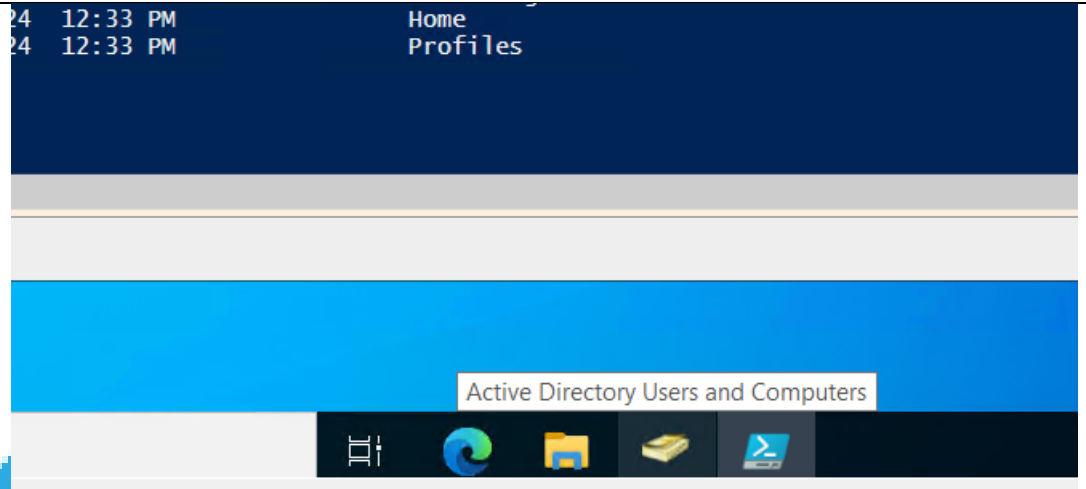 24 12:33 PM Home
24 12:33 PM Profiles
Active Directory Users and Computers